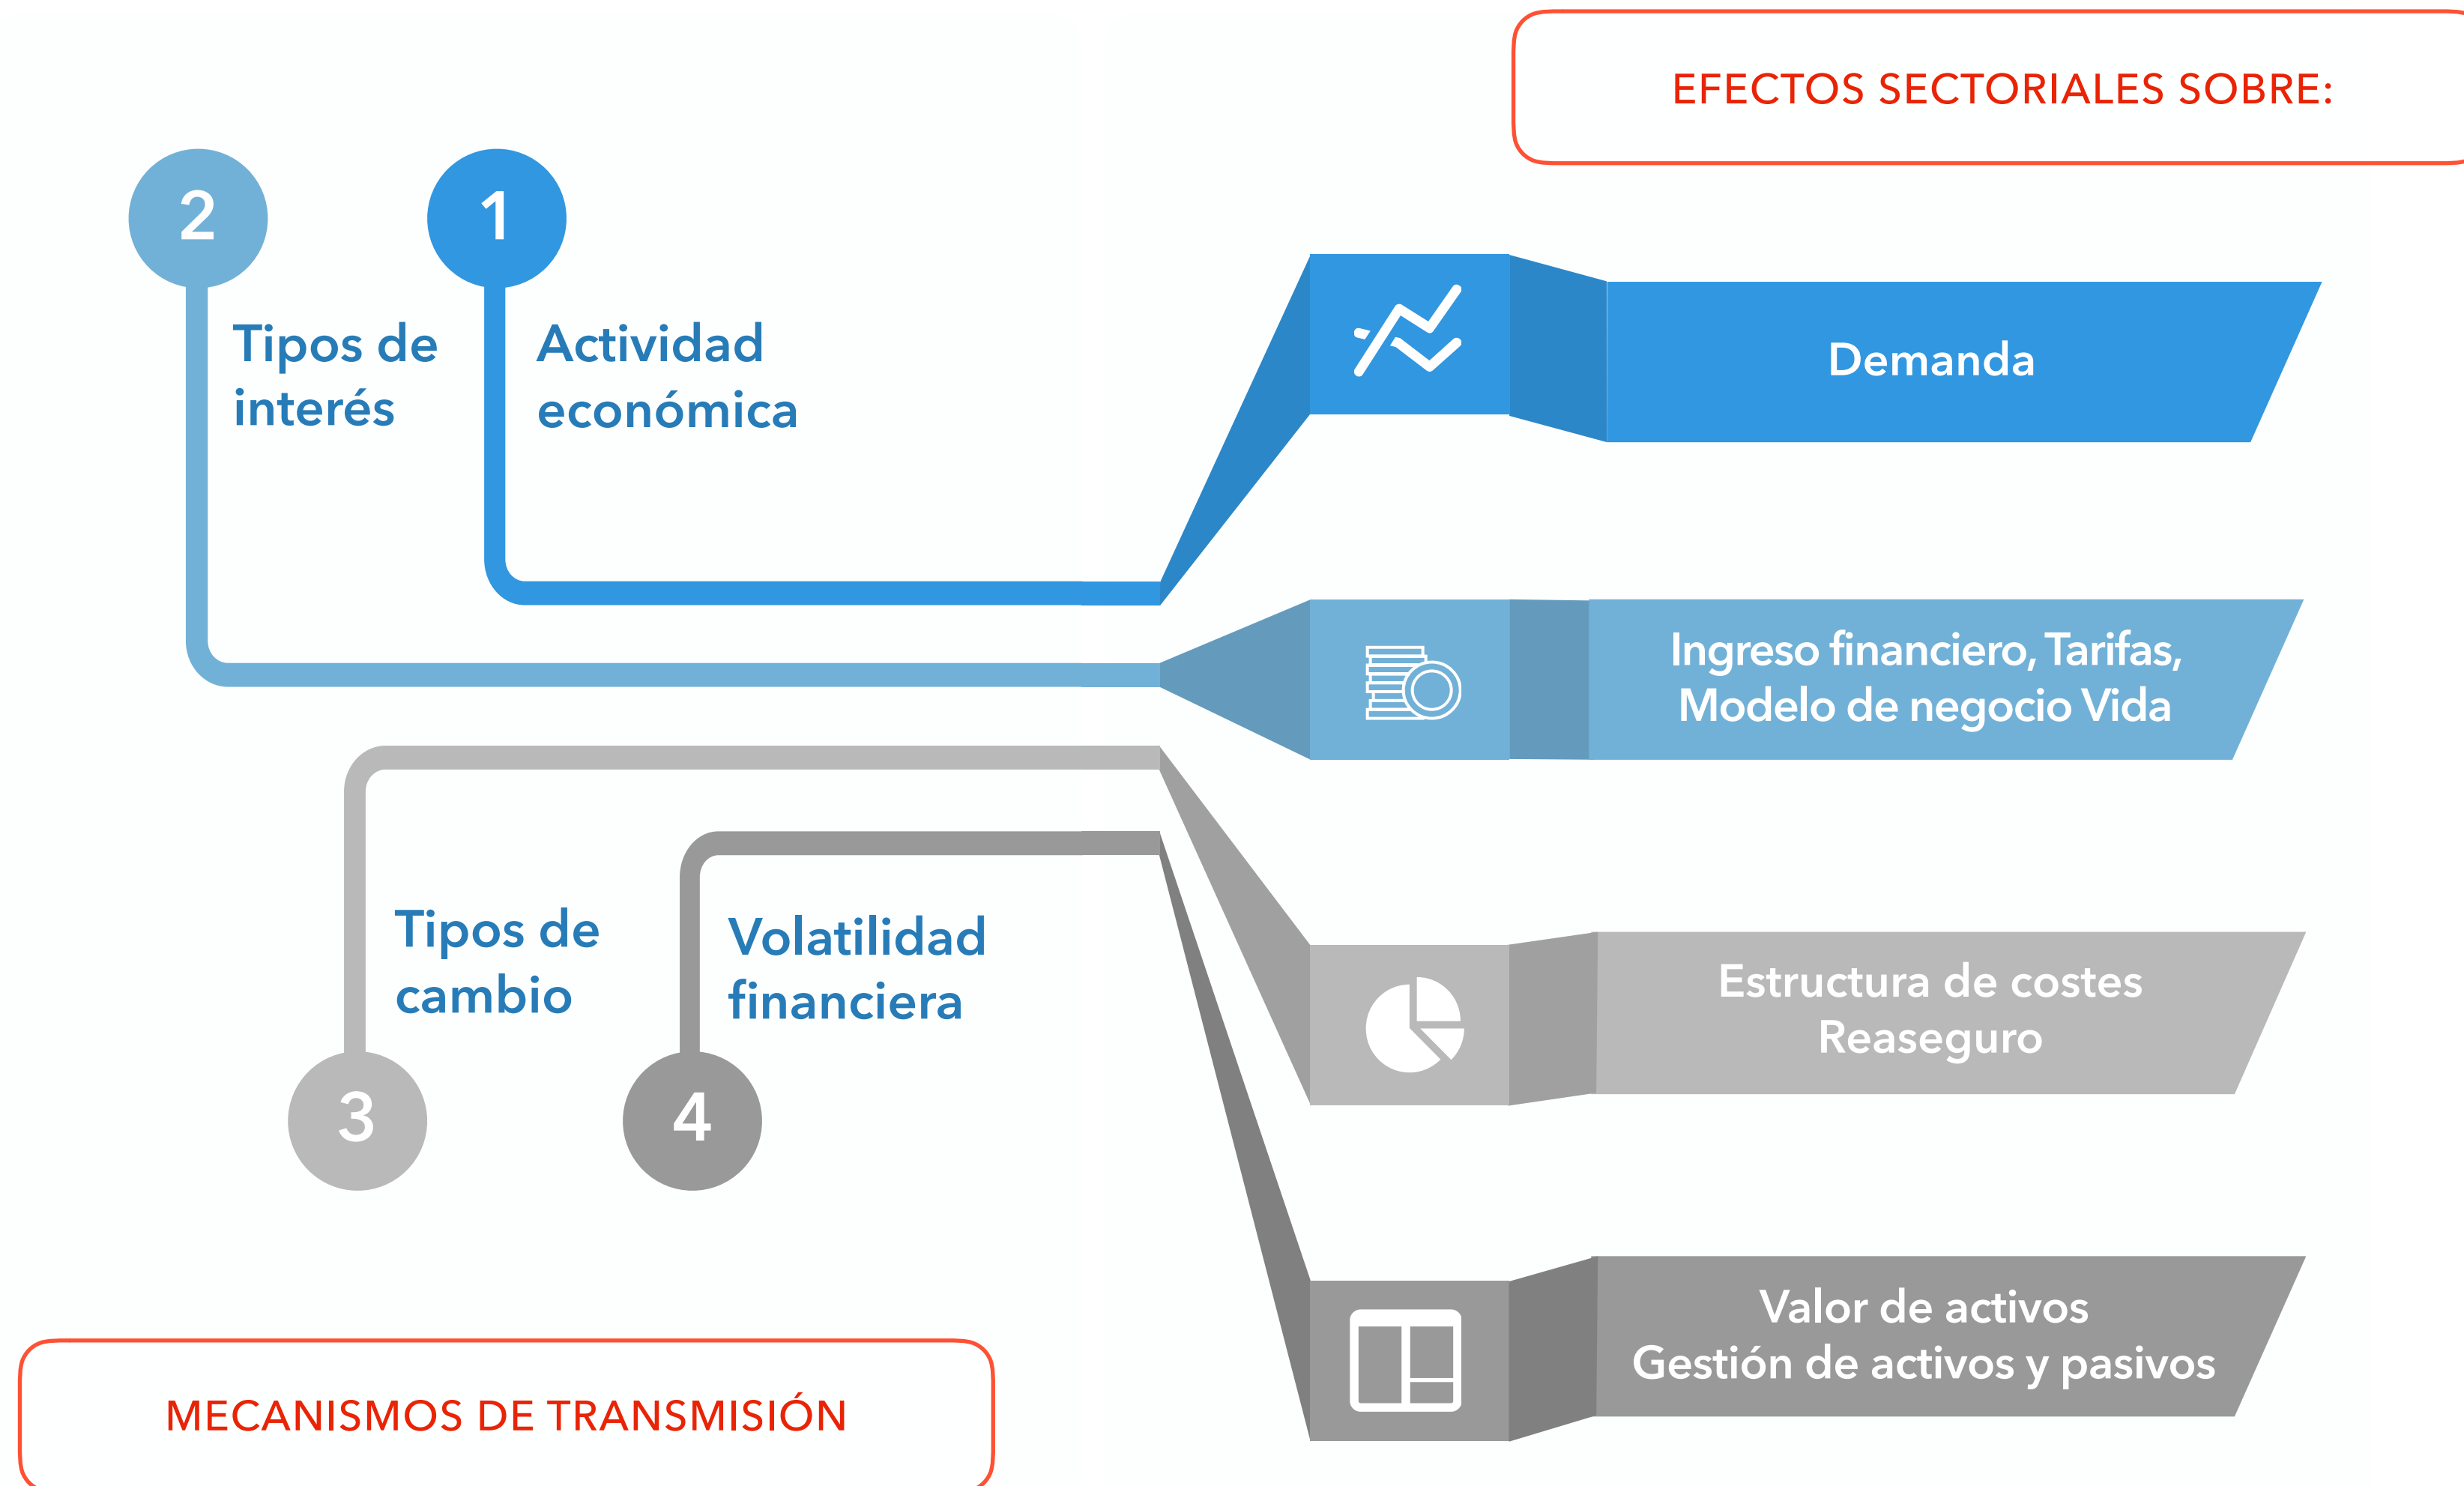 EFECTOS SECTORIALES SOBRE:
2
1
Tipos de
interés
Actividad
económica
Demanda
Ingreso financiero, Tarifas,
Modelo de negocio Vida
Tipos de
cambio
Volatilidad
financiera
3
4
Estructura de costes
Reaseguro
Valor de activos
Gestión de activos y pasivos
MECANISMOS DE TRANSMISIÓN